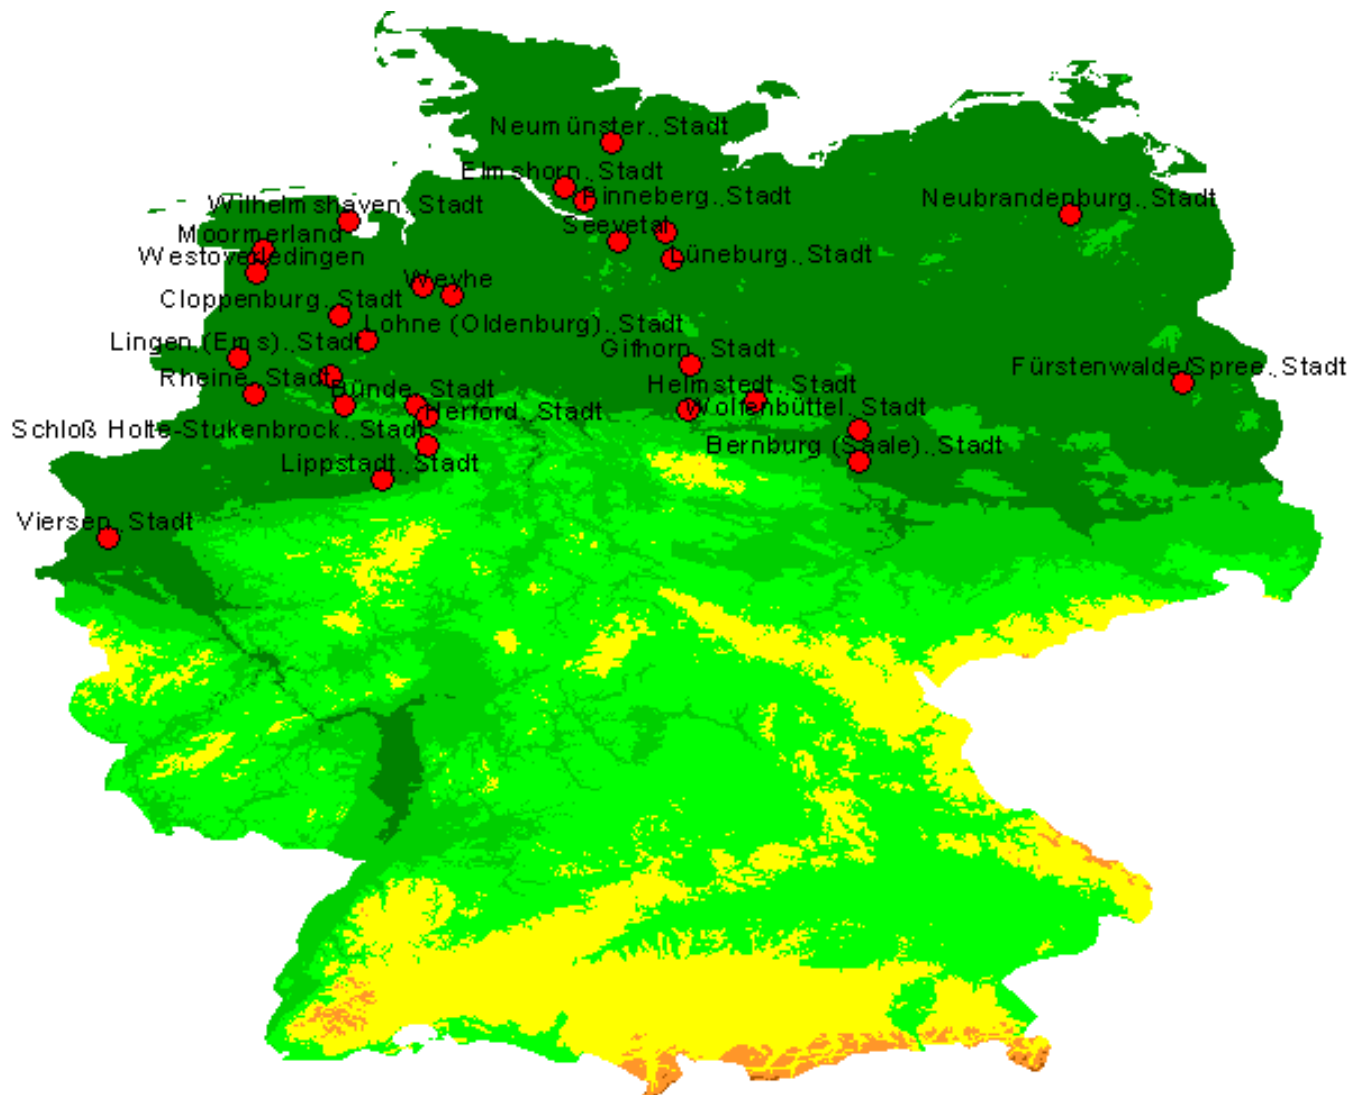 Neumünster., Stadt
Elmshorn., Stadt
Pinneberg., Stadt
Neubrandenburg., Stadt
Wilhelmshaven., Stadt
Seevetal
Moormerland
Westoverledingen
Lüneburg., Stadt
Weyhe
Cloppenburg., Stadt
Lohne (Oldenburg)., Stadt
Lingen (Ems)., Stadt
Gifhorn., Stadt
Fürstenwalde/Spree., Stadt
Rheine., Stadt
Bünde., Stadt
Helmstedt., Stadt
Herford., Stadt
Wolfenbüttel., Stadt
Schloß Holte-Stukenbrock., Stadt
Bernburg (Saale)., Stadt
Lippstadt., Stadt
Viersen., Stadt